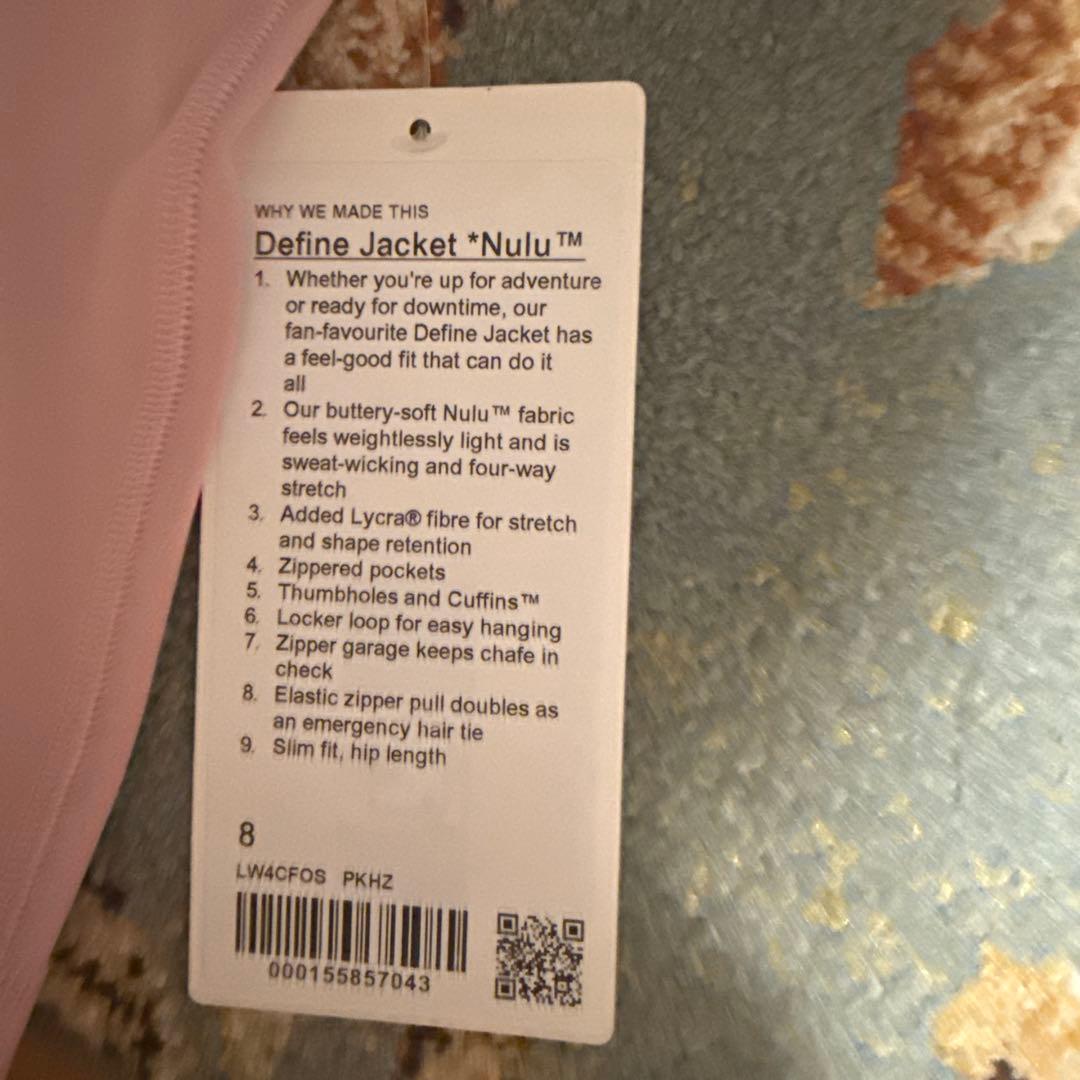 WHY WE MADE THIS
Define Jacket *Nulu™
1. Whether you're up for adventure
or ready for downtime, our
fan-favourite Define Jacket has
a feel-good fit that can do it
all
2. Our buttery-soft Nulu™ fabric
feels weightlessly light and is
sweat-wicking and four-way
stretch
3. Added Lycra® fibre for stretch
and shape retention
4. Zippered pockets
5. Thumbholes and Cuffins™
6. Locker loop for easy hanging
7. Zipper garage keeps chafe in
check
8. Elastic zipper pull doubles as
an emergency hair tie
9. Slim fit, hip length
8
LW4CFOS PKHZ
000155857043